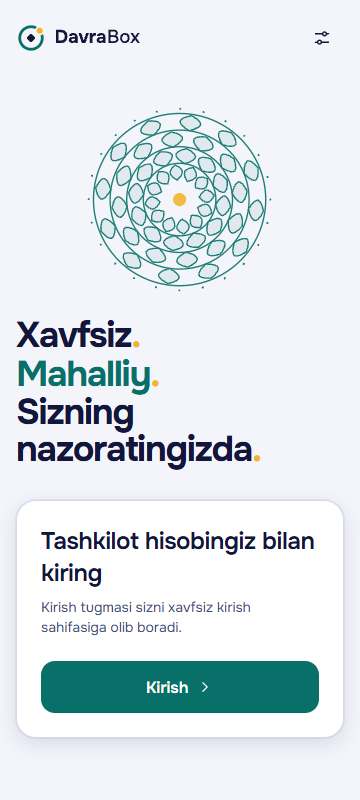 DavraBox
Xavfsiz.
Mahalliy.
Sizning
nazoratingizda.
Tashkilot hisobingiz bilan
kiring
Kirish tugmasi sizni xavfsiz kirish
sahifasiga olib boradi.
Kirish